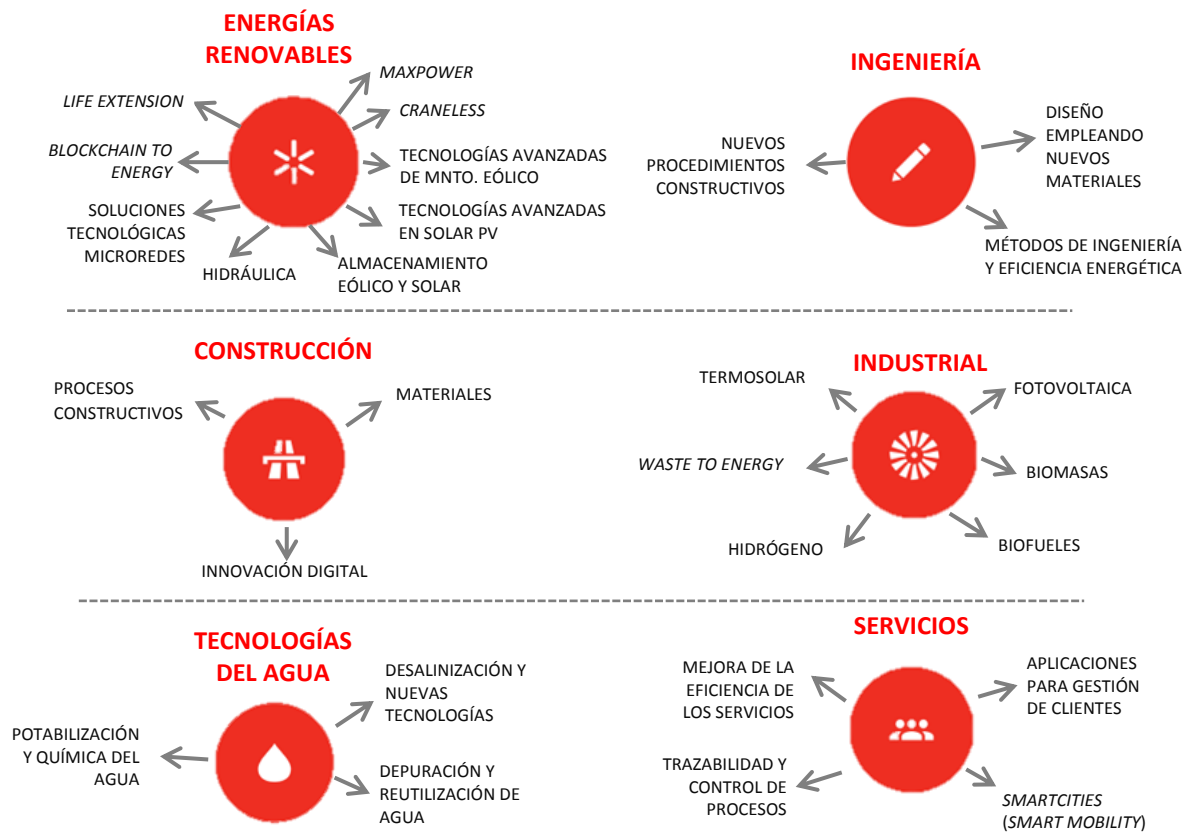 ENERGÍAS
RENOVABLES
MAXPOWER
LIFE EXTENSION
CRANELESS
BLOCKCHAIN TO
ENERGY
TECNOLOGÍAS AVANZADAS
DE MNTO. EÓLICO
SOLUCIONES
TECNOLÓGICAS
MICROREDES
TECNOLOGÍAS AVANZADAS
EN SOLAR PV
HIDRÁULICA
ALMACENAMIENTO
EÓLICO Y SOLAR
INGENIERÍA
NUEVOS
PROCEDIMIENTOS
CONSTRUCTIVOS
DISEÑO
EMPLEANDO
NUEVOS
MATERIALES
MÉTODOS DE INGENIERÍA
Y EFICIENCIA ENERGÉTICA
CONSTRUCCIÓN
PROCESOS
CONSTRUCTIVOS
MATERIALES
INNOVACIÓN DIGITAL
INDUSTRIAL
TERMOSOLAR
FOTOVOLTAICA
WASTE TO ENERGY
BIOMASAS
HIDRÓGENO
BIOFUELES
TECNOLOGÍAS
DEL AGUA
DESALINIZACIÓN Y
NUEVAS
TECNOLOGÍAS
POTABILIZACIÓN
Y QUÍMICA DEL
AGUA
DEPURACIÓN Y
REUTILIZACIÓN DE
AGUA
SERVICIOS
MEJORA DE LA
EFICIENCIA DE
LOS SERVICIOS
APLICACIONES
PARA GESTIÓN
DE CLIENTES
TRAZABILIDAD Y
CONTROL DE
PROCESOS
SMARTCITIES
(SMART MOBILITY)